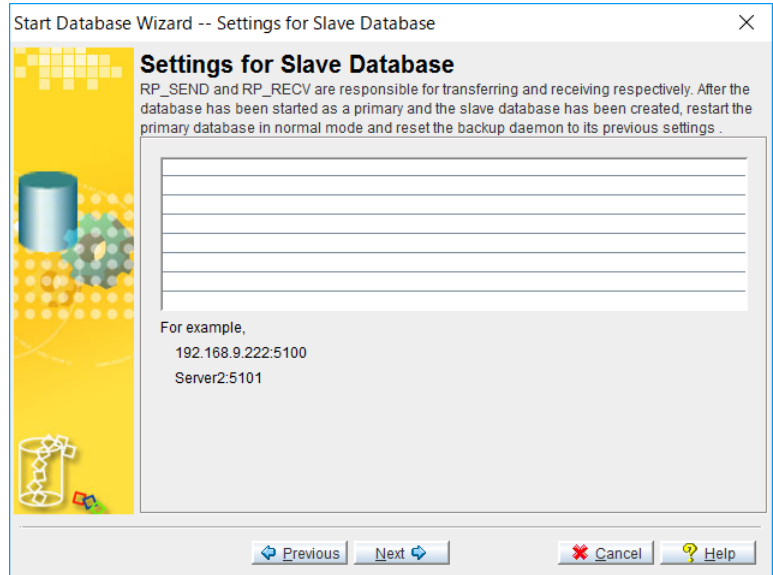 Start Database Wizard -- Settings for Slave Database
Settings for Slave Database
RP_SEND and RP_RECV are responsible for transferring and receiving respectively. After the
database has been started as a primary and the slave database has been created, restart the
primary database in normal mode and reset the backup daemon to its previous settings .
For example,
192.168.9.222:5100
Server2:5101
Previous Next Cancel Help